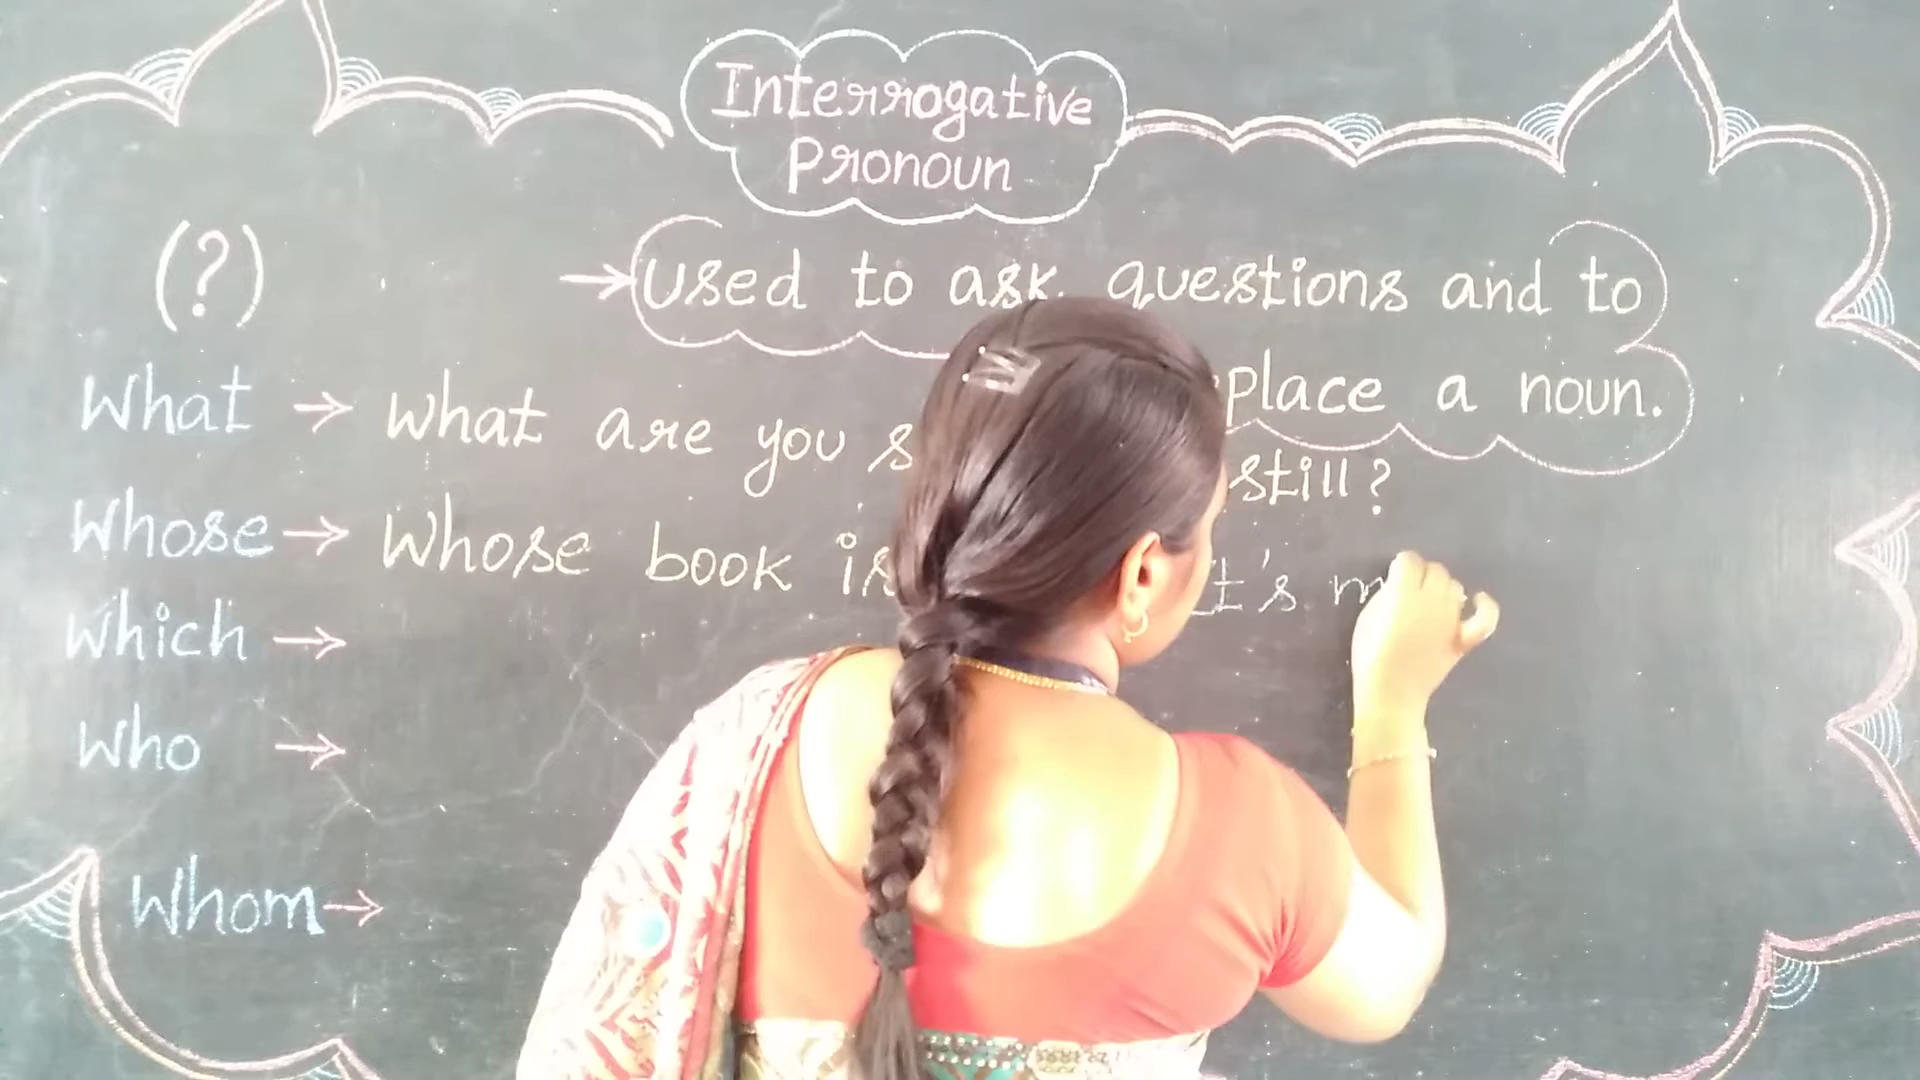 Interrogative
Pronoun
(?)
→ Used to ask questions and to
place a noun.
What → What are you still?
Whose → Whose book It's
Which →
Who →
Whom →